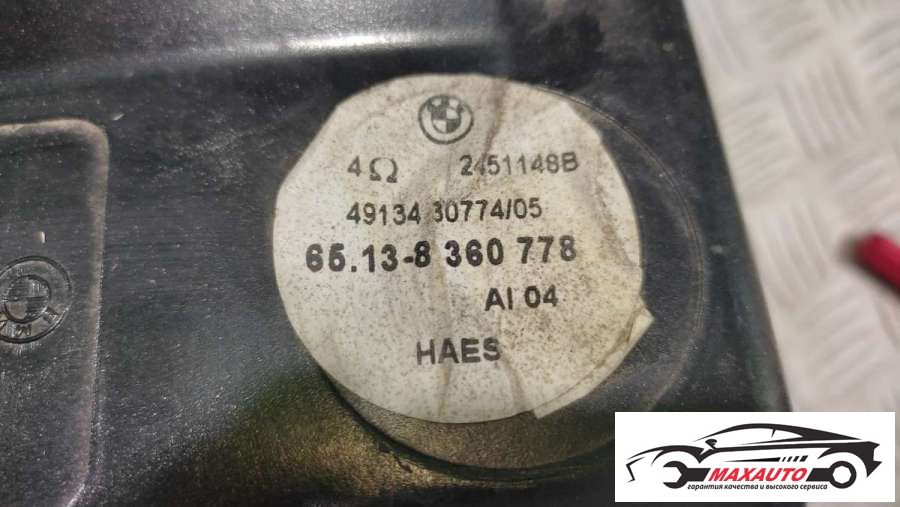 4Ω 2451148B
49134 30774/05
65.13-8 360 778
AI 04
HAES
MAXAUTO
гарантия качества и высокого сервиса